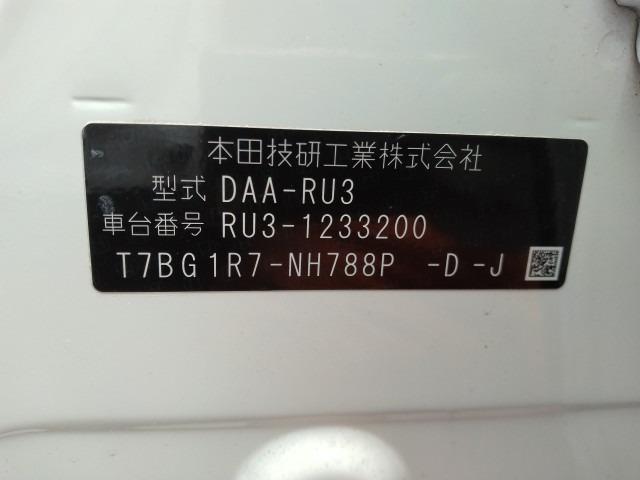 本田技研工業株式会社
型式 DAA-RU3
車台番号 RU3-1233200
T7BG1R7-NH788P -D-J